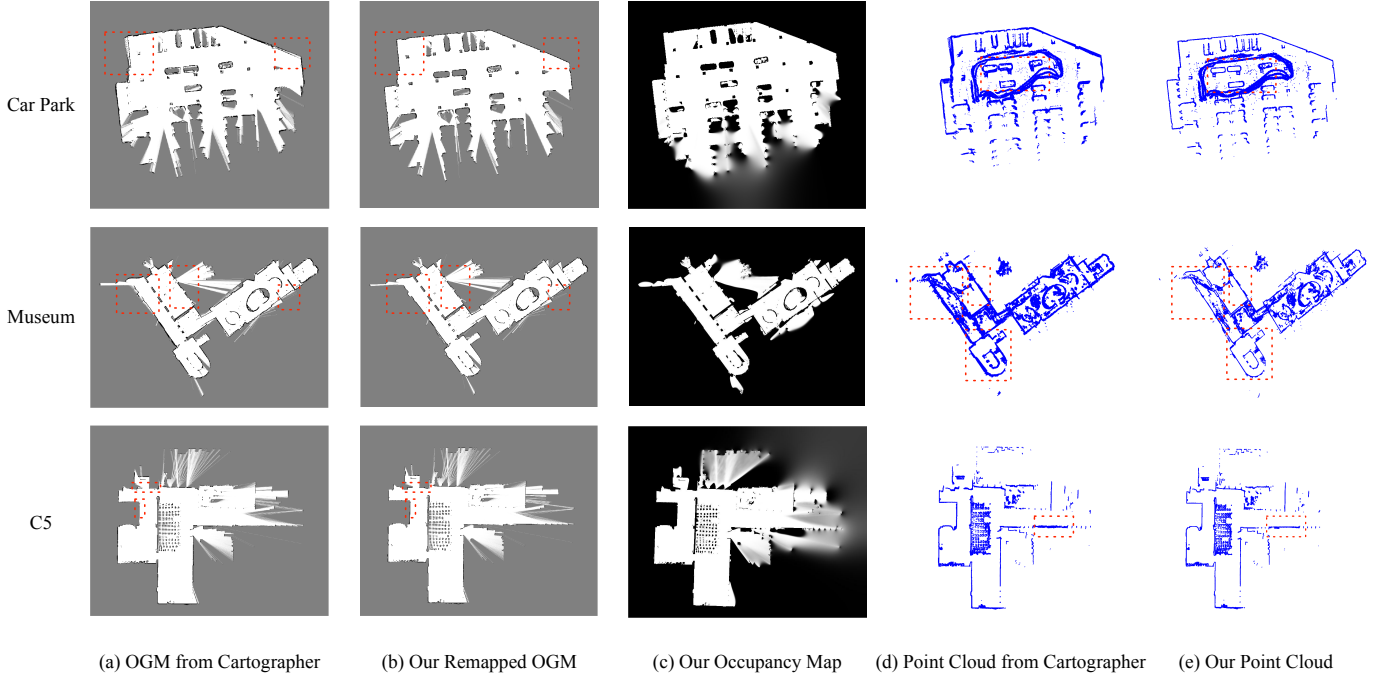 Car Park
Museum
C5
(a) OGM from Cartographer
(b) Our Remapped OGM
(c) Our Occupancy Map
(d) Point Cloud from Cartographer
(e) Our Point Cloud